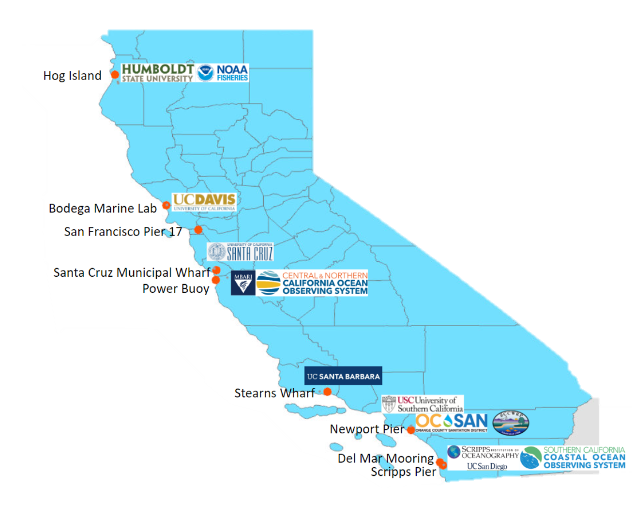 Hog Island
HUMBOLDT
STATE UNIVERSITY
NOAA
FISHERIES
Bodega Marine Lab
UCDAVIS
UNIVERSITY OF CALIFORNIA
San Francisco Pier 17
UNIVERSITY OF CALIFORNIA
SANTA CRUZ
Santa Cruz Municipal Wharf
Power Buoy
MBARI
CENTRAL & NORTHERN
CALIFORNIA OCEAN
OBSERVING SYSTEM
UC SANTA BARBARA
Stearns Wharf
USC University of
Southern California
Newport Pier
OC SAN
ORANGE COUNTY SANITATION DISTRICT
Del Mar Mooring
Scripps Pier
SCRIPPS INSTITUTION OF
OCEANOGRAPHY
UC San Diego
SOUTHERN CALIFORNIA
COASTAL OCEAN
OBSERVING SYSTEM